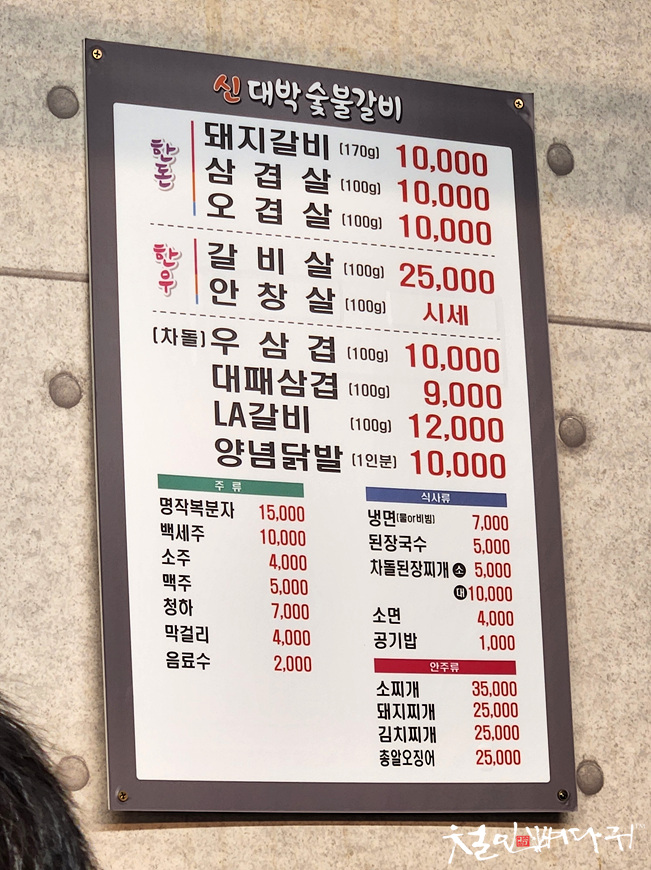 신 대박 숯불갈비
한돈
돼지갈비 (170g) 10,000
삼겹살 (100g) 10,000
오겹살 (100g) 10,000
한우
갈비살 (100g) 25,000
안창살 (100g) 시세
(차돌)우삼겹 (100g) 10,000
대패삼겹 (100g) 9,000
LA갈비 (100g) 12,000
양념닭발 (1인분) 10,000
주류
명작복분자 15,000
백세주 10,000
소주 4,000
맥주 5,000
청하 7,000
막걸리 4,000
음료수 2,000
식사류
냉면(물or비빔) 7,000
된장국수 5,000
차돌된장찌개 소 5,000
대 10,000
소면 4,000
공기밥 1,000
안주류
소찌개 35,000
돼지찌개 25,000
김치찌개 25,000
총알오징어 25,000